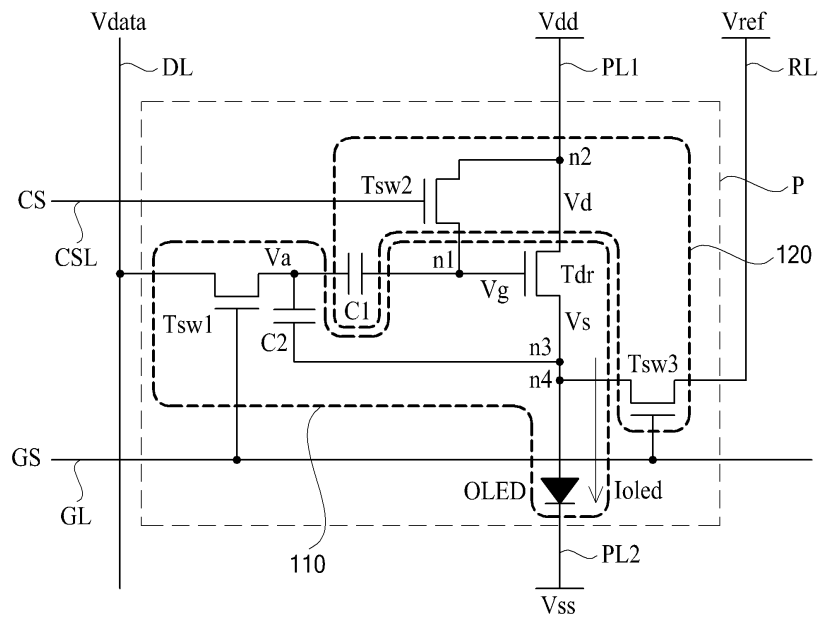 Vdata
Vdd
Vref
DL
PL1
RL
n2
Tsw2
P
CS
Vd
CSL
Va
n1
120
Vg
Tdr
Tsw1
C1
C2
Vs
n3
Tsw3
n4
GS
OLED
Ioled
GL
110
PL2
Vss